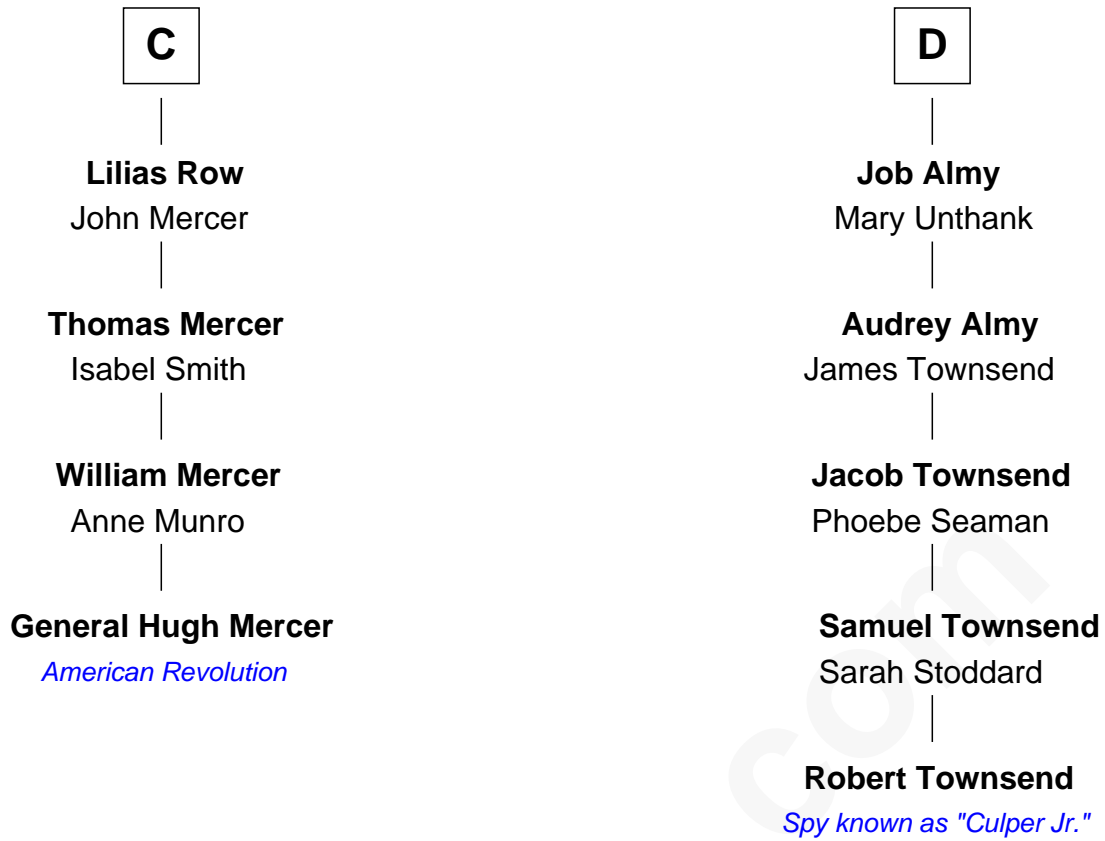 C
Lilias Row
John Mercer
Thomas Mercer
Isabel Smith
William Mercer
Anne Munro
General Hugh Mercer
American Revolution
D
Job Almy
Mary Unthank
Audrey Almy
James Townsend
Jacob Townsend
Phoebe Seaman
Samuel Townsend
Sarah Stoddard
Robert Townsend
Spy known as "Culper Jr."
com